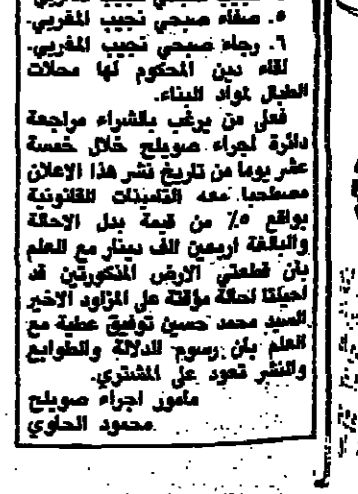 ٥. صفاء صبحي نجيب المغربي.
٦. رجاء صبحي نجيب المغربي.
لقاء دين المحكوم لها محلات
الطبال لمواد البناء.
فعلى من يرغب بالشراء مراجعة
دائرة اجراء صويلح خلال خمسة
عشر يوما من تاريخ نشر هذا الاعلان
مصطحبا معه التامينات القانونية
بواقع ٥٪ من قيمة بدل الاحالة
والبالغة اربعين الف دينار مع العلم
بان قطعتي الارض المذكورتين قد
احيلتا احالة مؤقتة على المزاود الاخير
السيد محمد حسين توفيق عطية مع
العلم بان رسوم الدلالة والطوابع
والنشر تعود على المشتري.
مامور اجراء صويلح
محمود الحاوي